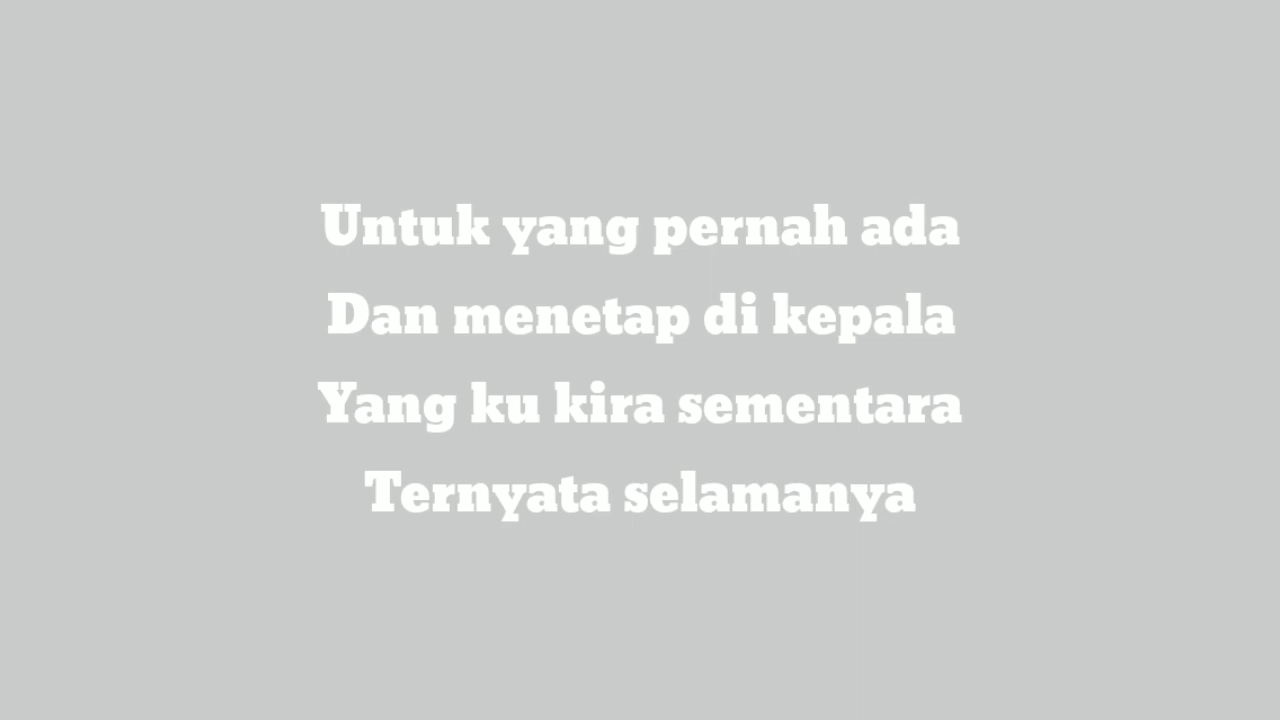 Untuk yang pernah ada
Dan menetap di kepala
Yang ku kira sementara
Ternyata selamanya